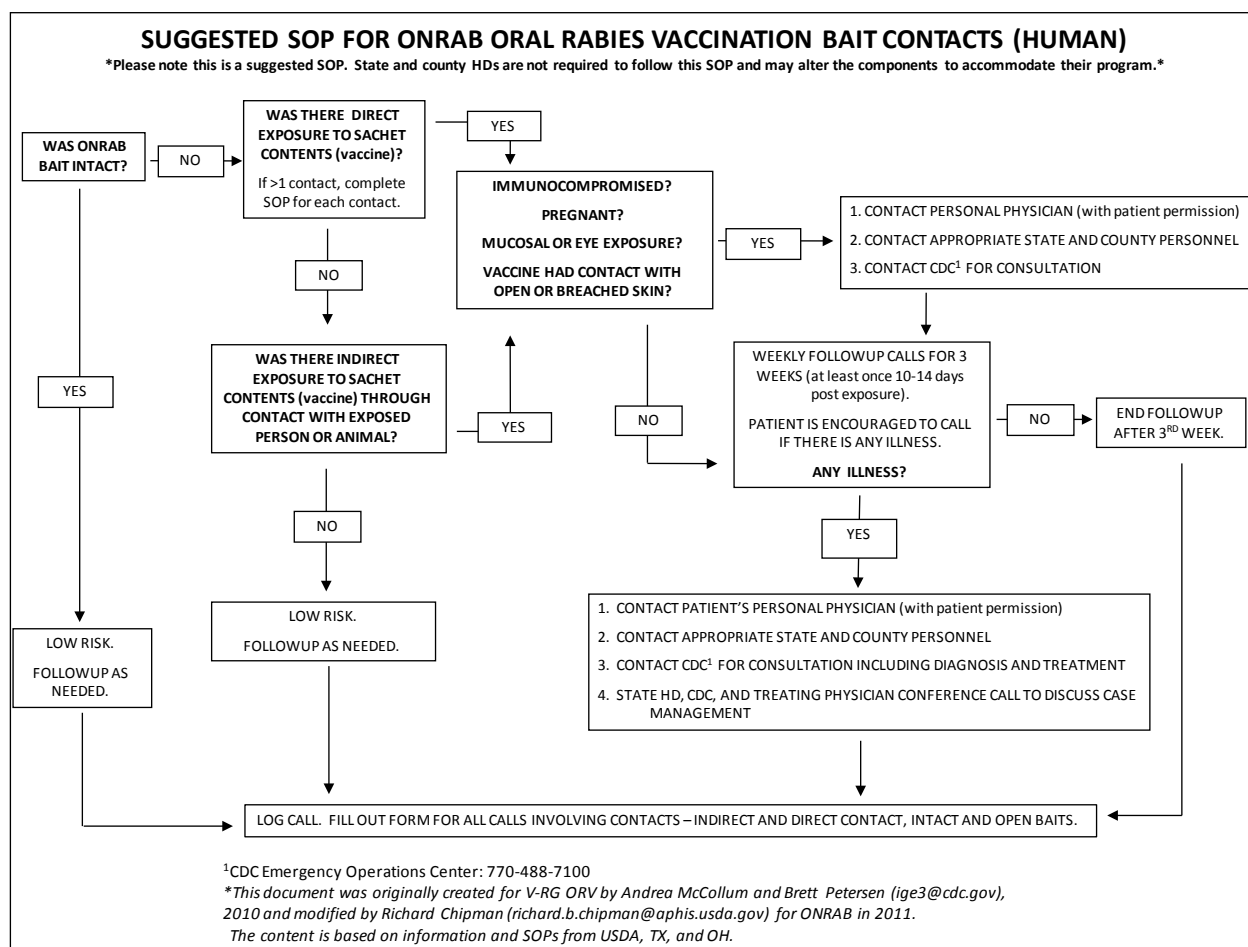 SUGGESTED SOP FOR ONRAB ORAL RABIES VACCINATION BAIT CONTACTS (HUMAN)
*Please note this is a suggested SOP. State and county HDs are not required to follow this SOP and may alter the components to accommodate their program.*
WAS ONRAB
BAIT INTACT?
NO
WAS THERE DIRECT
EXPOSURE TO SACHET
CONTENTS (vaccine)?
If >1 contact, complete
SOP for each contact.
YES
IMMUNOCOMPROMISED?
PREGNANT?
MUCOSAL OR EYE EXPOSURE?
VACCINE HAD CONTACT WITH
OPEN OR BREACHED SKIN?
YES
1. CONTACT PERSONAL PHYSICIAN (with patient permission)
2. CONTACT APPROPRIATE STATE AND COUNTY PERSONNEL
3. CONTACT CDC¹ FOR CONSULTATION
NO
WAS THERE INDIRECT
EXPOSURE TO SACHET
CONTENTS (vaccine) THROUGH
CONTACT WITH EXPOSED
PERSON OR ANIMAL?
YES
YES
NO
WEEKLY FOLLOWUP CALLS FOR 3
WEEKS (at least once 10-14 days
post exposure).
PATIENT IS ENCOURAGED TO CALL
IF THERE IS ANY ILLNESS.
ANY ILLNESS?
NO
END FOLLOWUP
AFTER 3RD WEEK.
NO
YES
LOW RISK.
FOLLOWUP AS
NEEDED.
LOW RISK.
FOLLOWUP AS NEEDED.
1. CONTACT PATIENT'S PERSONAL PHYSICIAN (with patient permission)
2. CONTACT APPROPRIATE STATE AND COUNTY PERSONNEL
3. CONTACT CDC¹ FOR CONSULTATION INCLUDING DIAGNOSIS AND TREATMENT
4. STATE HD, CDC, AND TREATING PHYSICIAN CONFERENCE CALL TO DISCUSS CASE
MANAGEMENT
LOG CALL. FILL OUT FORM FOR ALL CALLS INVOLVING CONTACTS – INDIRECT AND DIRECT CONTACT, INTACT AND OPEN BAITS.
¹CDC Emergency Operations Center: 770-488-7100
*This document was originally created for V-RG ORV by Andrea McCollum and Brett Petersen (ige3@cdc.gov),
2010 and modified by Richard Chipman (richard.b.chipman@aphis.usda.gov) for ONRAB in 2011.
The content is based on information and SOPs from USDA, TX, and OH.